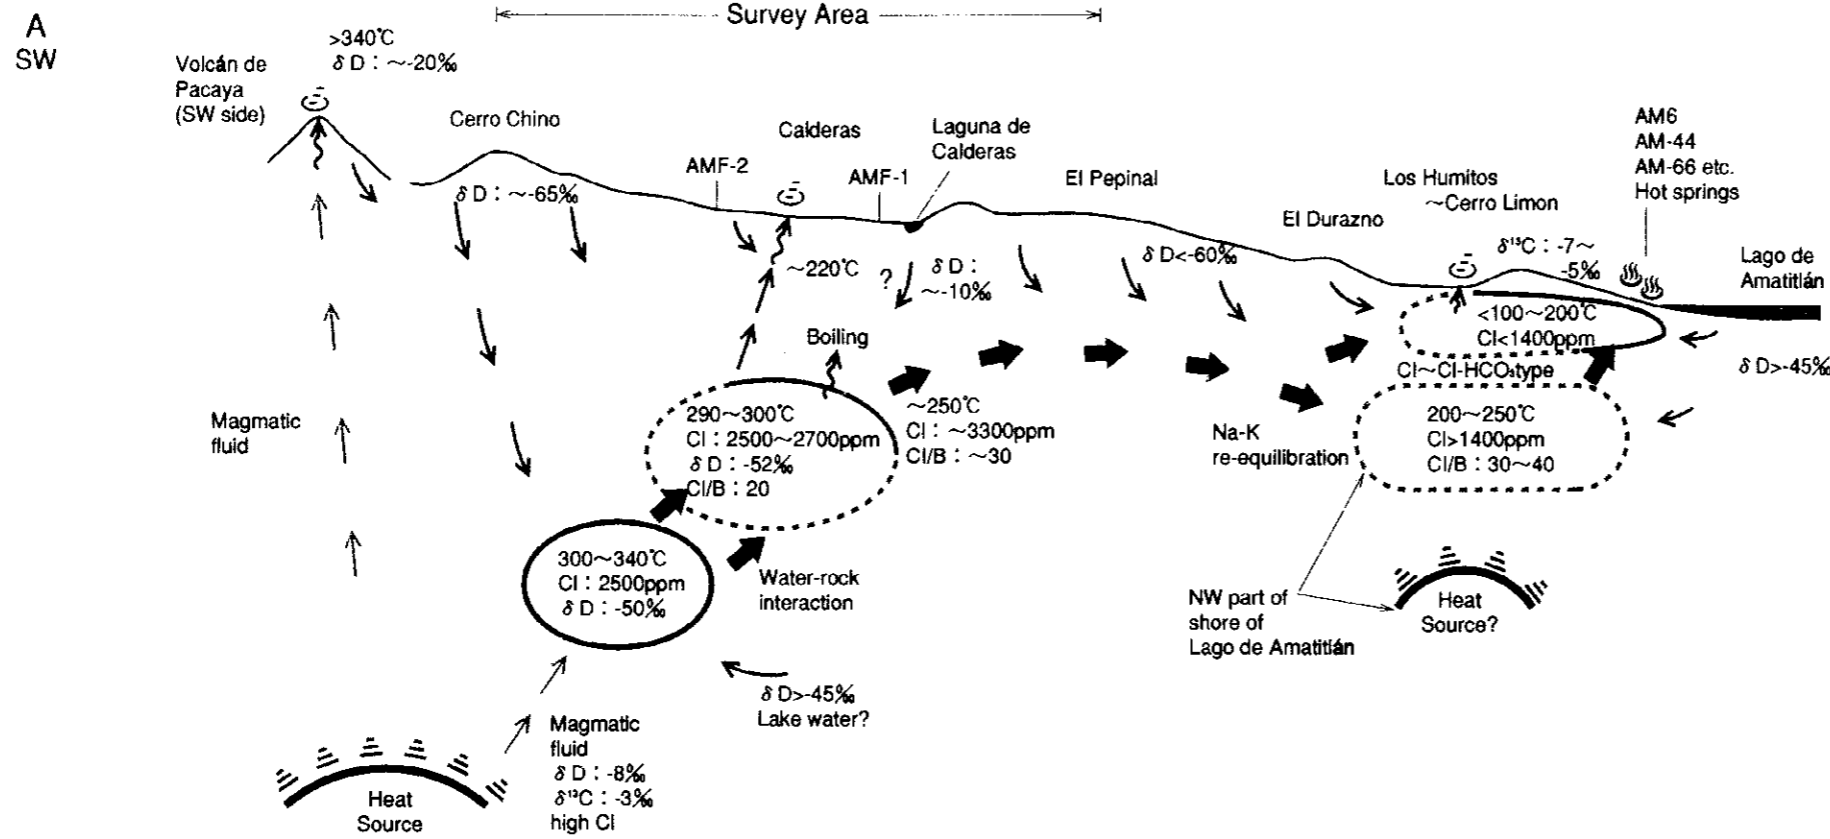 A
SW
Survey Area
>340℃
δD：～-20‰
Volcán de
Pacaya
(SW side)
Cerro Chino
δD：～-65‰
AMF-2
Calderas
AMF-1
Laguna de
Calderas
El Pepinal
El Durazno
Los Humitos
～Cerro Limon
AM6
AM-44
AM-66 etc.
Hot springs
Lago de
Amatitlán
～220℃
?
δD：
～-10‰
δD<-60‰
δ¹³C：-7～
-5‰
<100～200℃
Cl<1400ppm
Cl～Cl-HCO₃type
δD>-45‰
Boiling
Magmatic
fluid
290～300℃
Cl：2500～2700ppm
δD：-52‰
Cl/B：20
～250℃
Cl：～3300ppm
Cl/B：～30
Na-K
re-equilibration
200～250℃
Cl>1400ppm
Cl/B：30～40
300～340℃
Cl：2500ppm
δD：-50‰
Water-rock
interaction
NW part of
shore of
Lago de Amatitlán
Heat
Source?
δD>-45‰
Lake water?
Magmatic
fluid
δD：-8‰
δ¹³C：-3‰
high Cl
Heat
Source